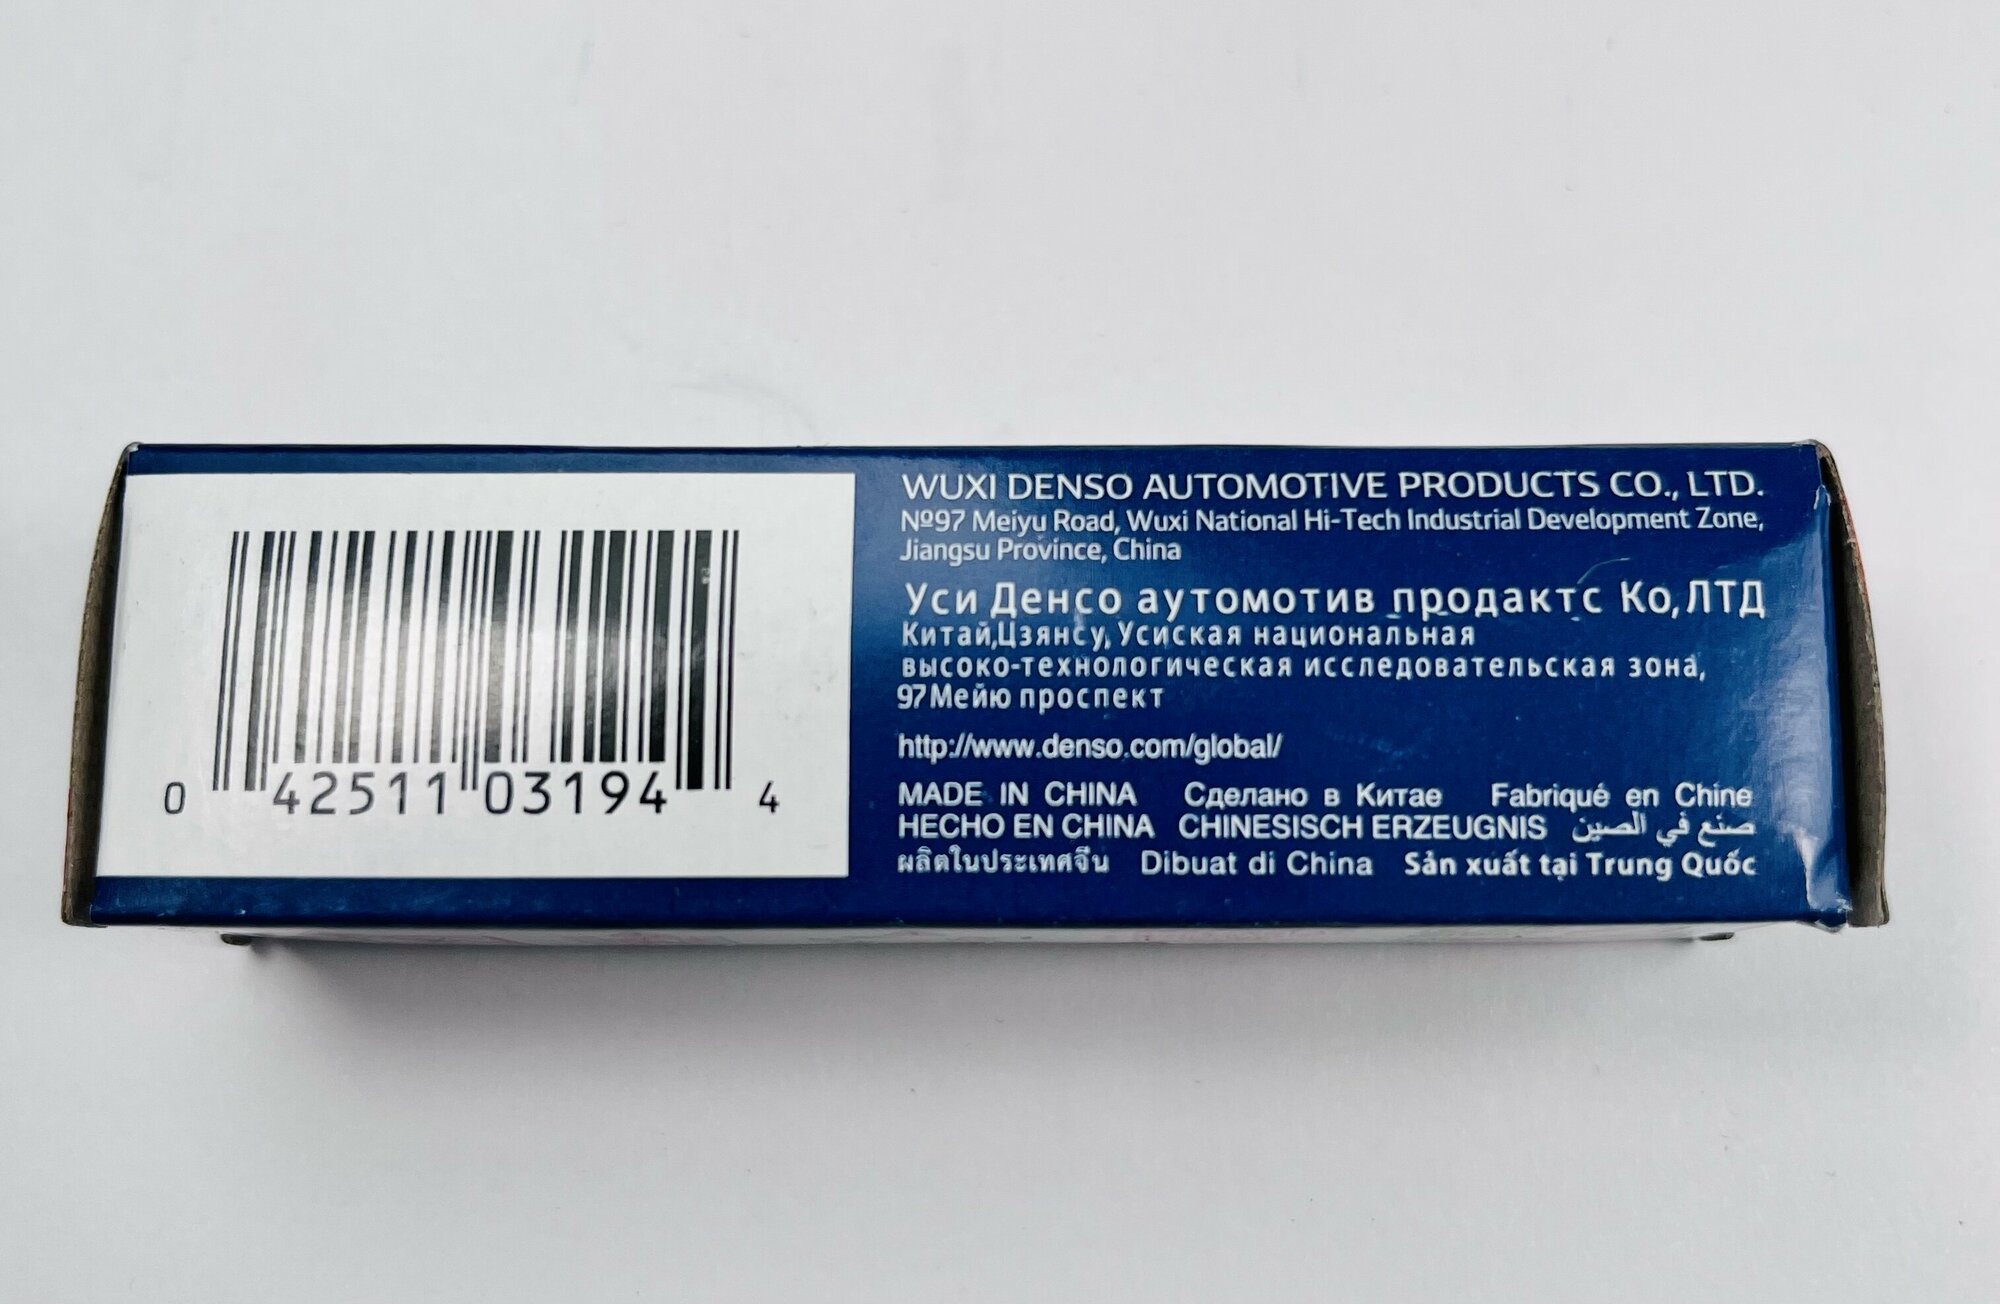 0 42511 03194 4
WUXI DENSO AUTOMOTIVE PRODUCTS CO., LTD.
№97 Meiyu Road, Wuxi National Hi-Tech Industrial Development Zone,
Jiangsu Province, China
Уси Денсо аутомотив продактс Ко,ЛТД
Китай,Цзянсу, Усиская национальная
высоко-технологическая исследовательская зона,
97 Мейю проспект
http://www.denso.com/global/
MADE IN CHINA Сделано в Китае Fabriqué en Chine
HECHO EN CHINA CHINESISCH ERZEUGNIS صنع في الصين
ผลิตในประเทศจีน Dibuat di China Sản xuất tại Trung Quốc